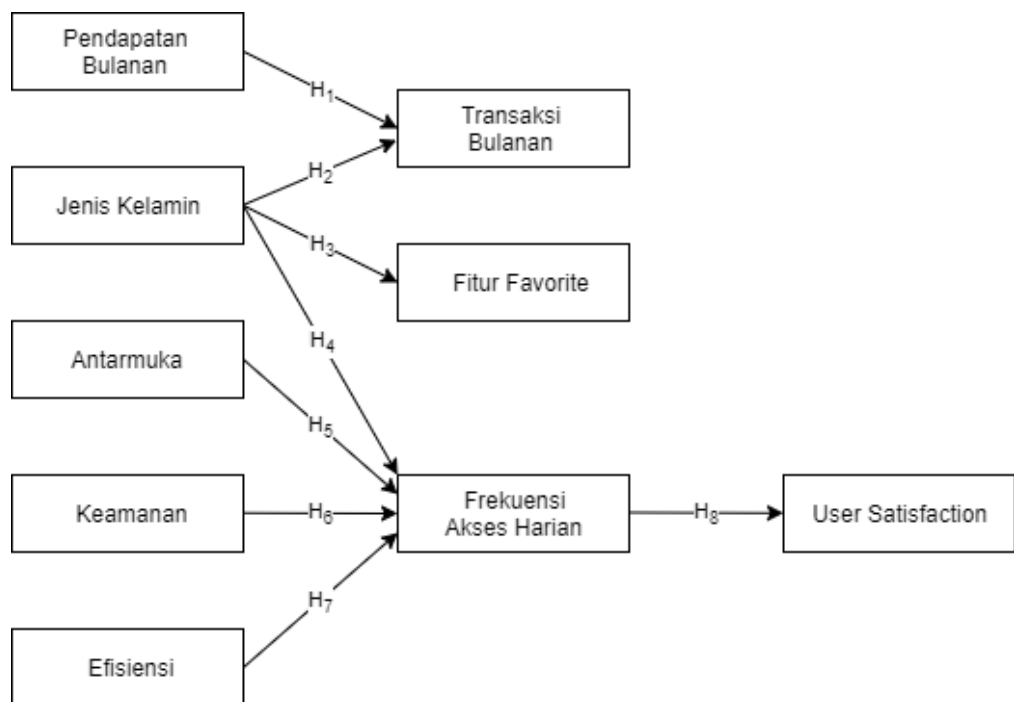 Pendapatan
Bulanan
H₁
Transaksi
Bulanan
Jenis Kelamin
H₂
H₃
Fitur Favorite
H₄
Antarmuka
H₅
Keamanan
H₆
Frekuensi
Akses Harian
H₈
User Satisfaction
H₇
Efisiensi